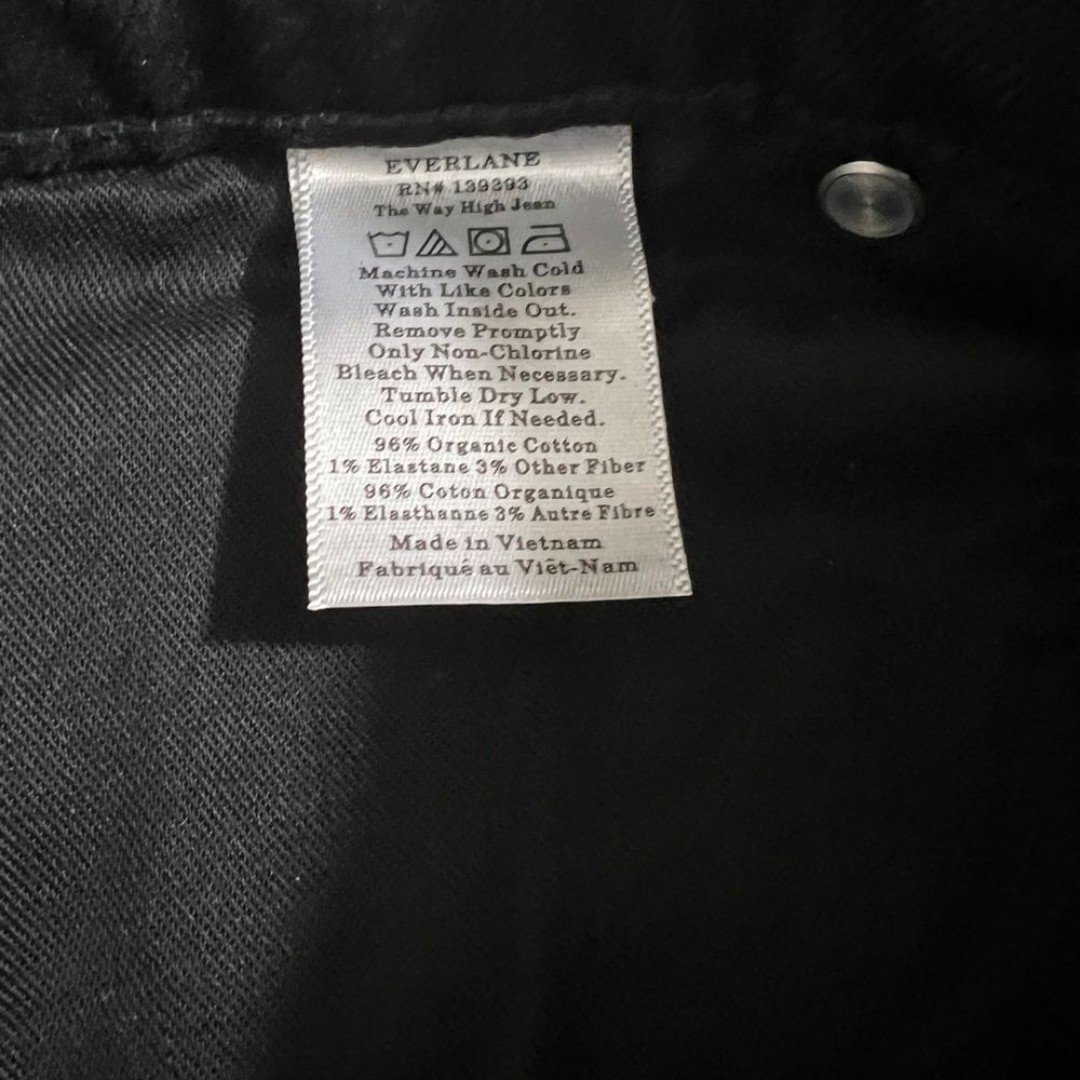 EVERLANE
RN# 139393
The Way High Jean
Machine Wash Cold
With Like Colors
Wash Inside Out.
Remove Promptly
Only Non-Chlorine
Bleach When Necessary.
Tumble Dry Low.
Cool Iron If Needed.
96% Organic Cotton
1% Elastane 3% Other Fiber
96% Coton Organique
1% Elasthanne 3% Autre Fibre
Made in Vietnam
Fabriqué au Viêt-Nam